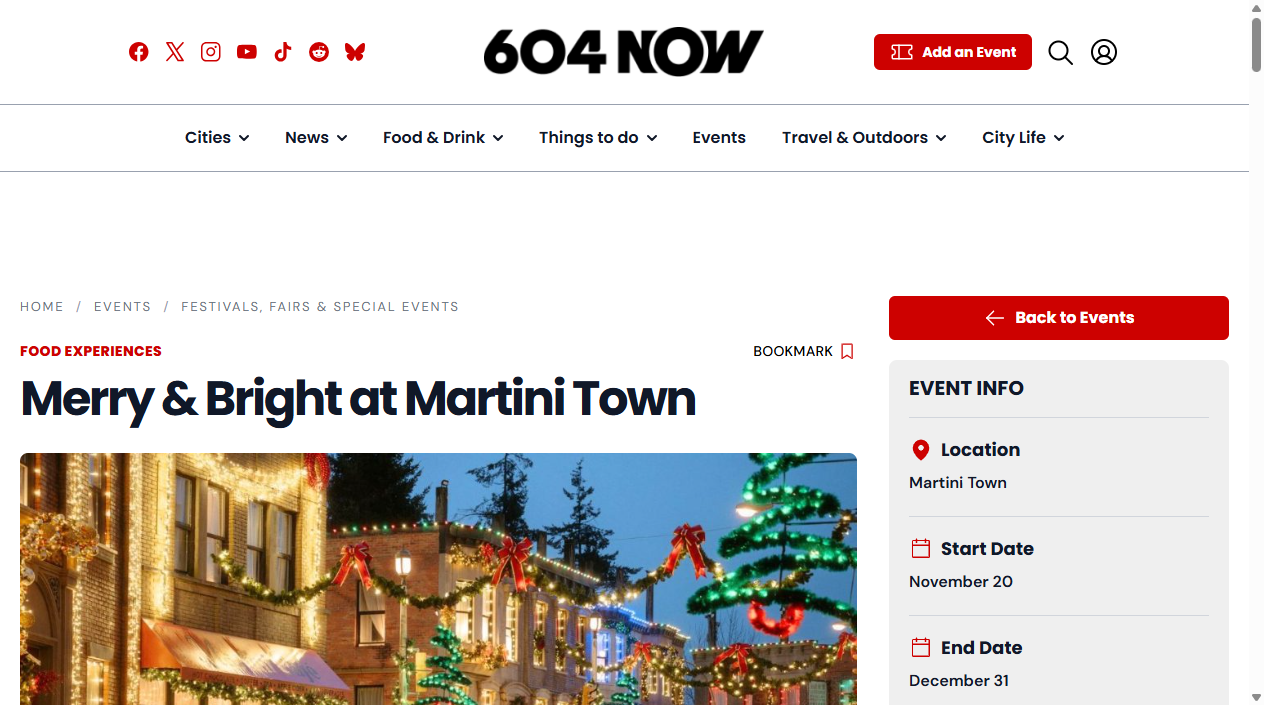 604 NOW
Add an Event
Cities
News
Food & Drink
Things to do
Events
Travel & Outdoors
City Life
HOME / EVENTS / FESTIVALS, FAIRS & SPECIAL EVENTS
FOOD EXPERIENCES
BOOKMARK
Merry & Bright at Martini Town
Back to Events
EVENT INFO
Location
Martini Town
Start Date
November 20
End Date
December 31